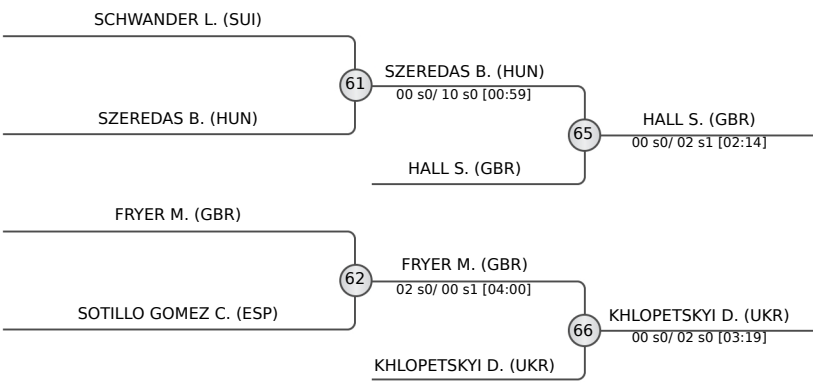 SCHWANDER L. (SUI)
61
SZEREDAS B. (HUN)
00 s0/ 10 s0 [00:59]
SZEREDAS B. (HUN)
65
HALL S. (GBR)
00 s0/ 02 s1 [02:14]
HALL S. (GBR)
FRYER M. (GBR)
62
FRYER M. (GBR)
02 s0/ 00 s1 [04:00]
SOTILLO GOMEZ C. (ESP)
66
KHLOPETSKYI D. (UKR)
00 s0/ 02 s0 [03:19]
KHLOPETSKYI D. (UKR)